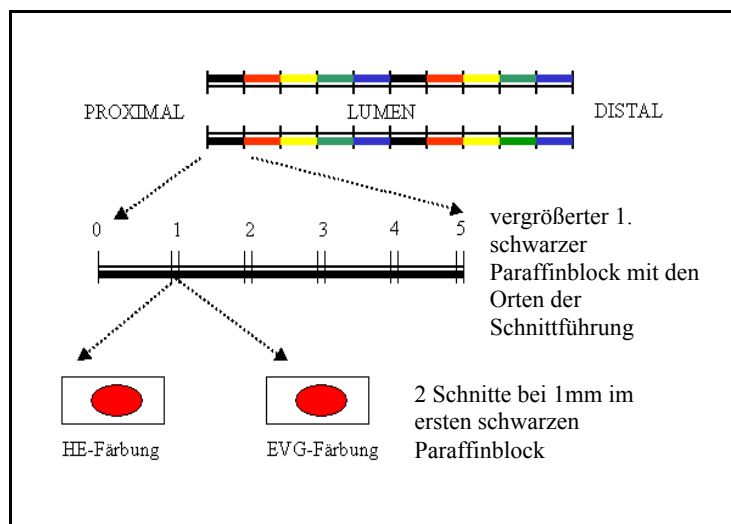 PROXIMAL LUMEN DISTAL
0 1 2 3 4 5
vergrößerter 1.
schwarzer
Paraffinblock mit den
Orten der
Schnittführung
2 Schnitte bei 1mm im
ersten schwarzen
Paraffinblock
HE-Färbung EVG-Färbung